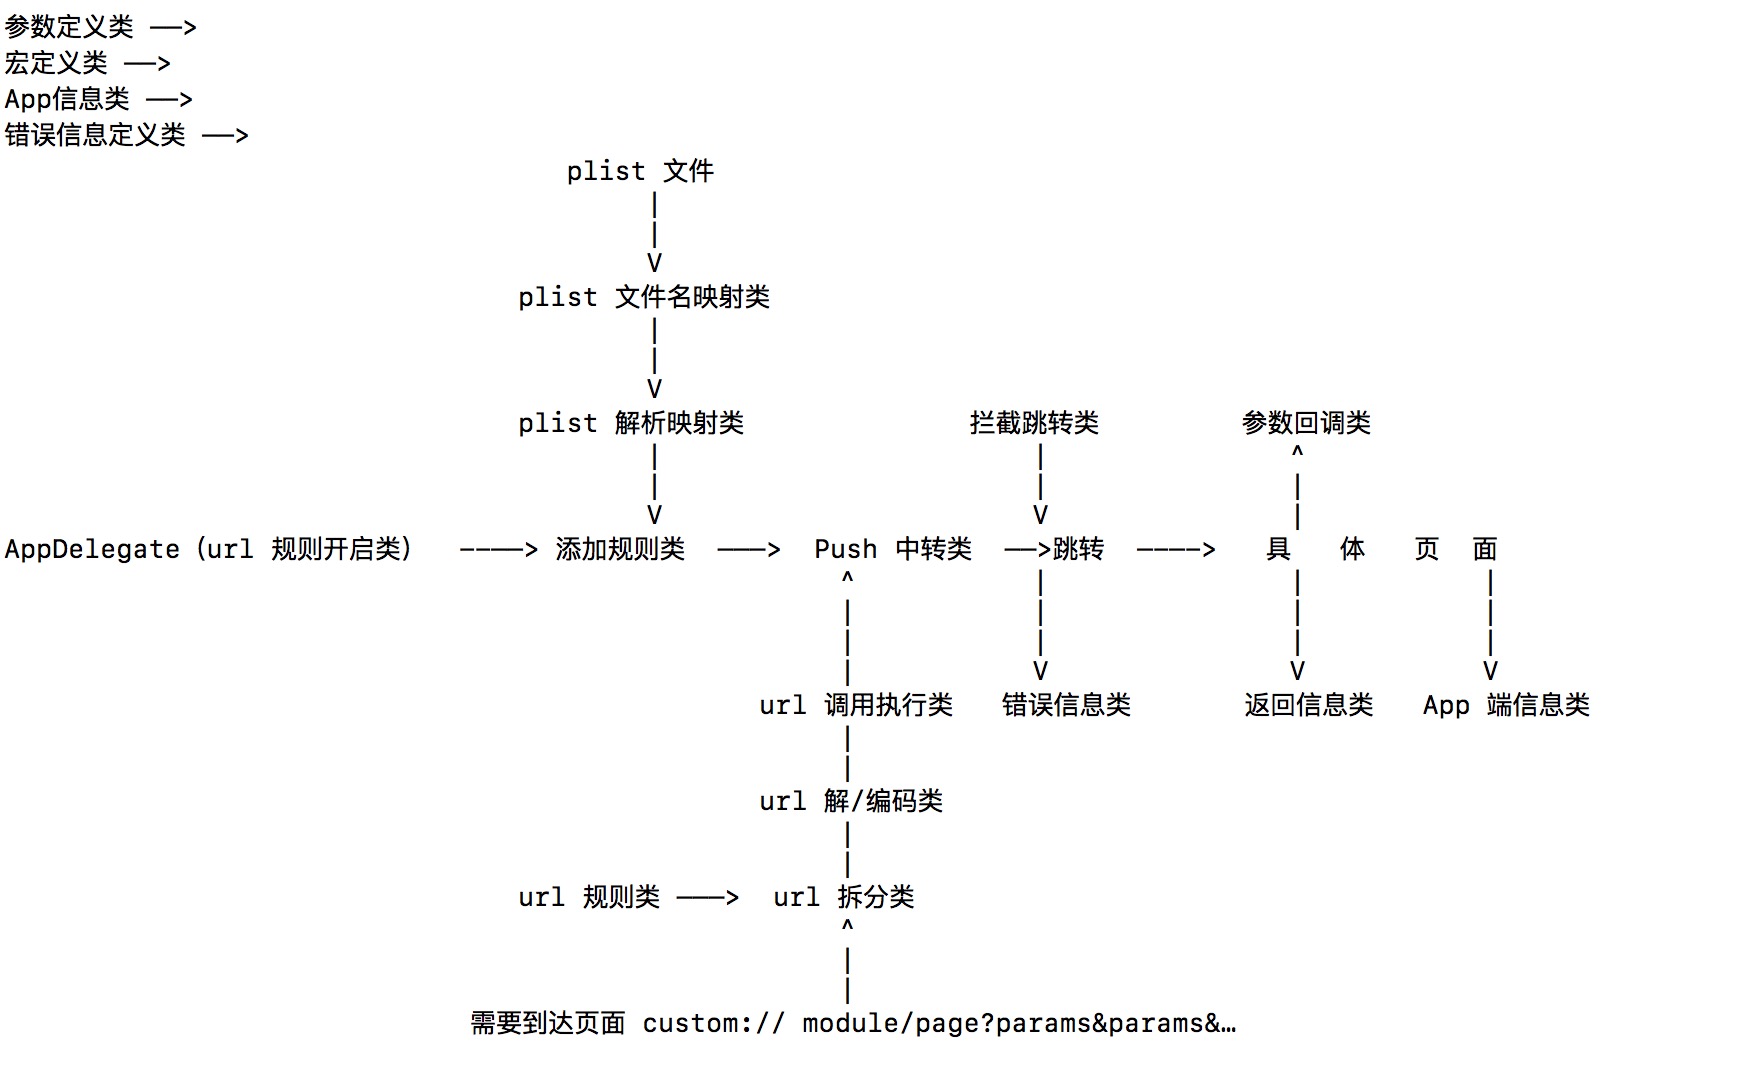 参数定义类 ——>
宏定义类 ——>
App信息类 ——>
错误信息定义类 ——>
plist 文件
|
|
V
plist 文件名映射类
|
|
V
plist 解析映射类 拦截跳转类 参数回调类
| | ^
| | |
V V |
AppDelegate（url 规则开启类） ----> 添加规则类 ———> Push 中转类 ——>跳转 ----> 具 体 页 面
^ | | |
| | | |
| | | |
| V V V
url 调用执行类 错误信息类 返回信息类 App 端信息类
|
|
url 解/编码类
|
|
url 规则类 ———> url 拆分类
^
|
|
需要到达页面 custom:// module/page?params&params&…